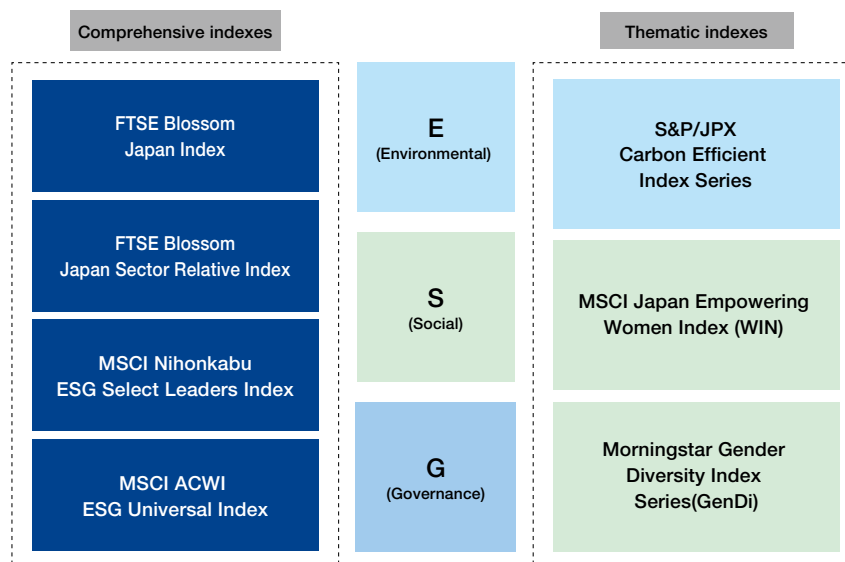 Comprehensive indexes
FTSE Blossom
Japan Index
FTSE Blossom
Japan Sector Relative Index
MSCI Nihonkabu
ESG Select Leaders Index
MSCI ACWI
ESG Universal Index
E
(Environmental)
S
(Social)
G
(Governance)
Thematic indexes
S&P/JPX
Carbon Efficient
Index Series
MSCI Japan Empowering
Women Index (WIN)
Morningstar Gender
Diversity Index
Series(GenDi)